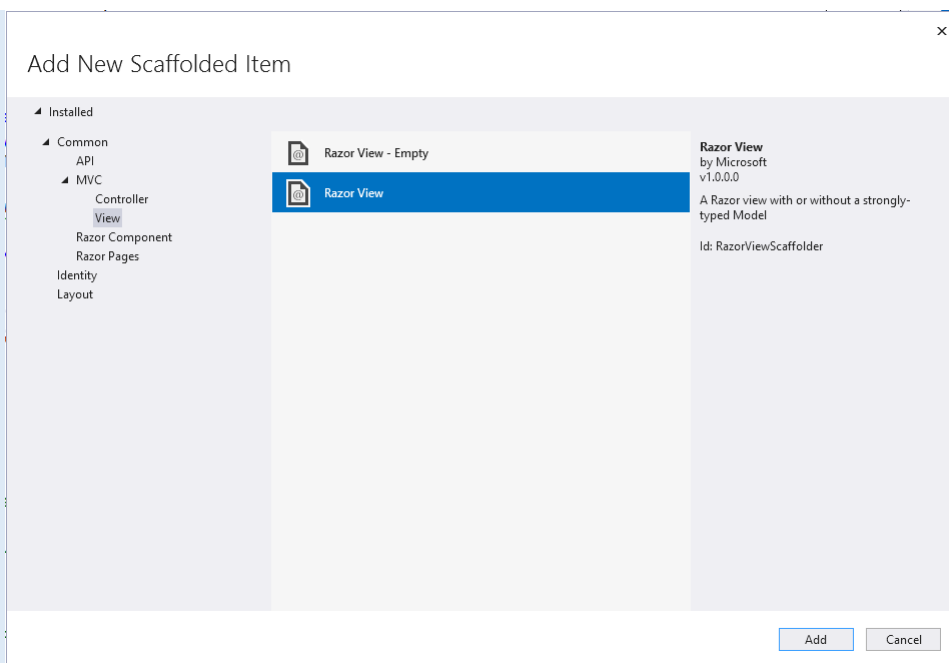 Add New Scaffolded Item
Installed
Common
API
MVC
Controller
View
Razor Component
Razor Pages
Identity
Layout
Razor View - Empty
Razor View
Razor View
by Microsoft
v1.0.0.0
A Razor view with or without a strongly-
typed Model
Id: RazorViewScaffolder
Add
Cancel